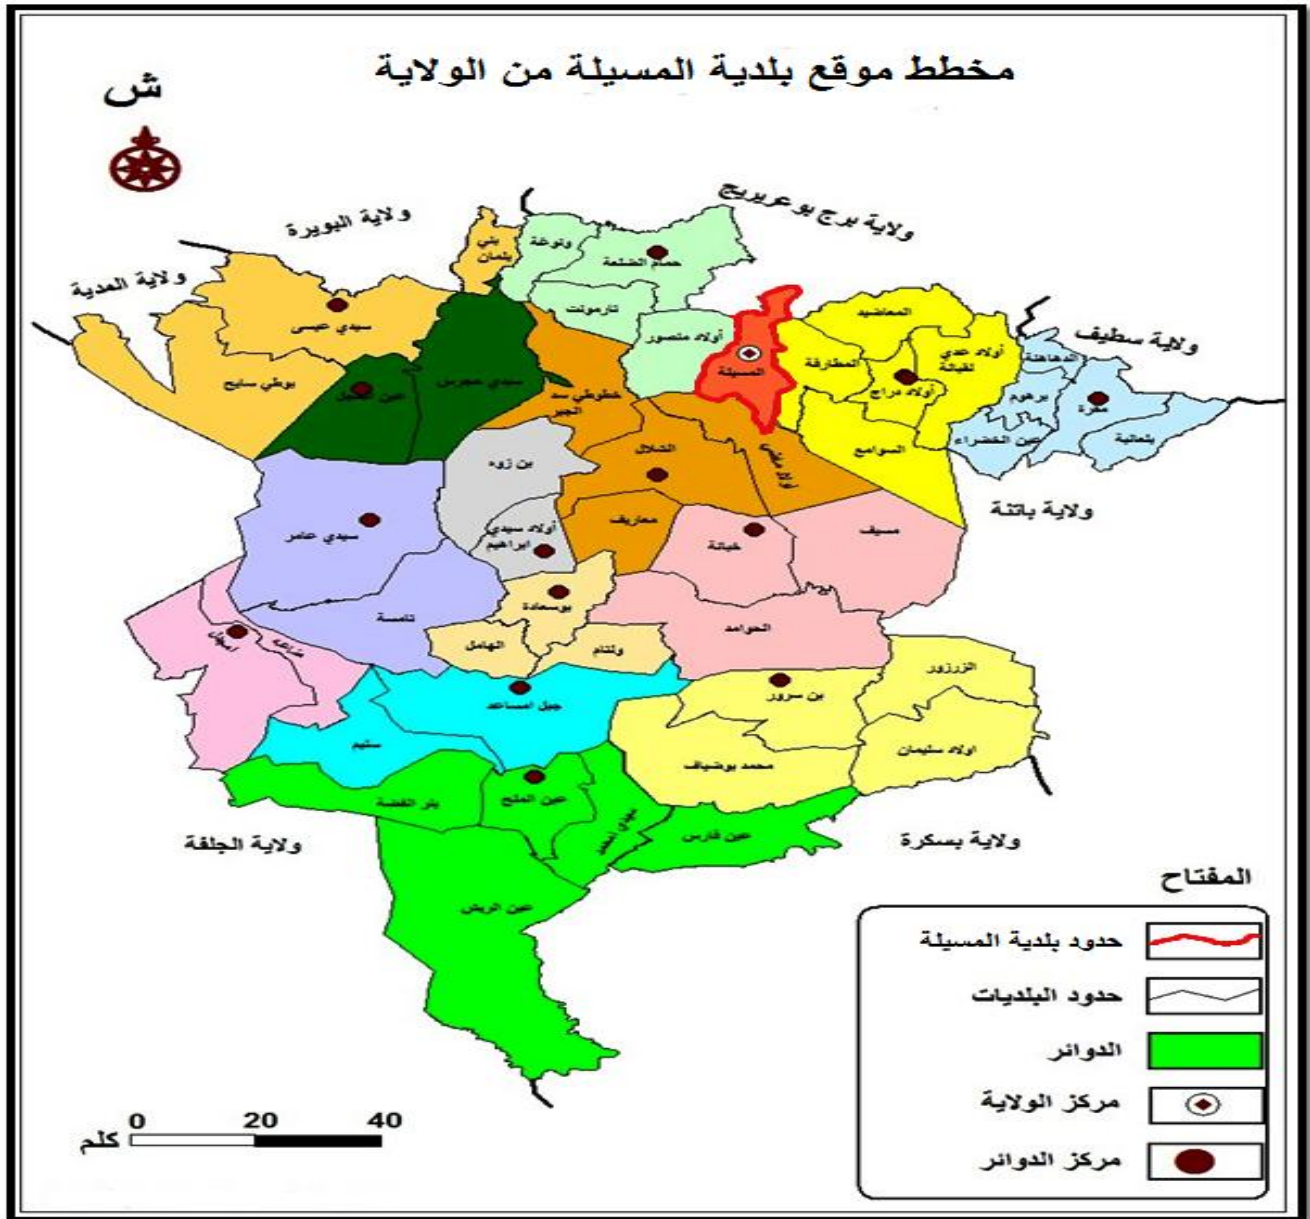 مخطط موقع بلدية المسيلة من الولاية
ش
ولاية برج بوعريريج
ولاية البويرة
ولاية المدية
ولاية سطيف
ولاية باتنة
ولاية بسكرة
ولاية الجلفة
بني
يلمان
ونوغة
حمام الضلعة
تارمونت
أولاد منصور
المسيلة
المعاضيد
المطارفة
أولاد عدي
لقبالة
أولاد دراج
السوامع
الدهاهنة
برهوم
مقرة
عين الخضراء
بلعايبة
سيدي عيسى
بوطي سايح
سيدي هجرس
خطوطي سد
الجير
الشلال
اولاد ماضي
معاريف
بن زوه
أولاد سيدي
ابراهيم
سيدي عامر
تامسة
خبانة
مسيف
الحوامد
بوسعادة
الهامل
ولتام
جبل امساعد
سليم
بن سرور
الزرزور
اولاد سليمان
محمد بوضياف
بئر الفضة
عين الملح
سيدي امحمد
عين فارس
عين الريش
المفتاح
حدود بلدية المسيلة
حدود البلديات
الدوائر
مركز الولاية
مركز الدوائر
0 20 40
كلم